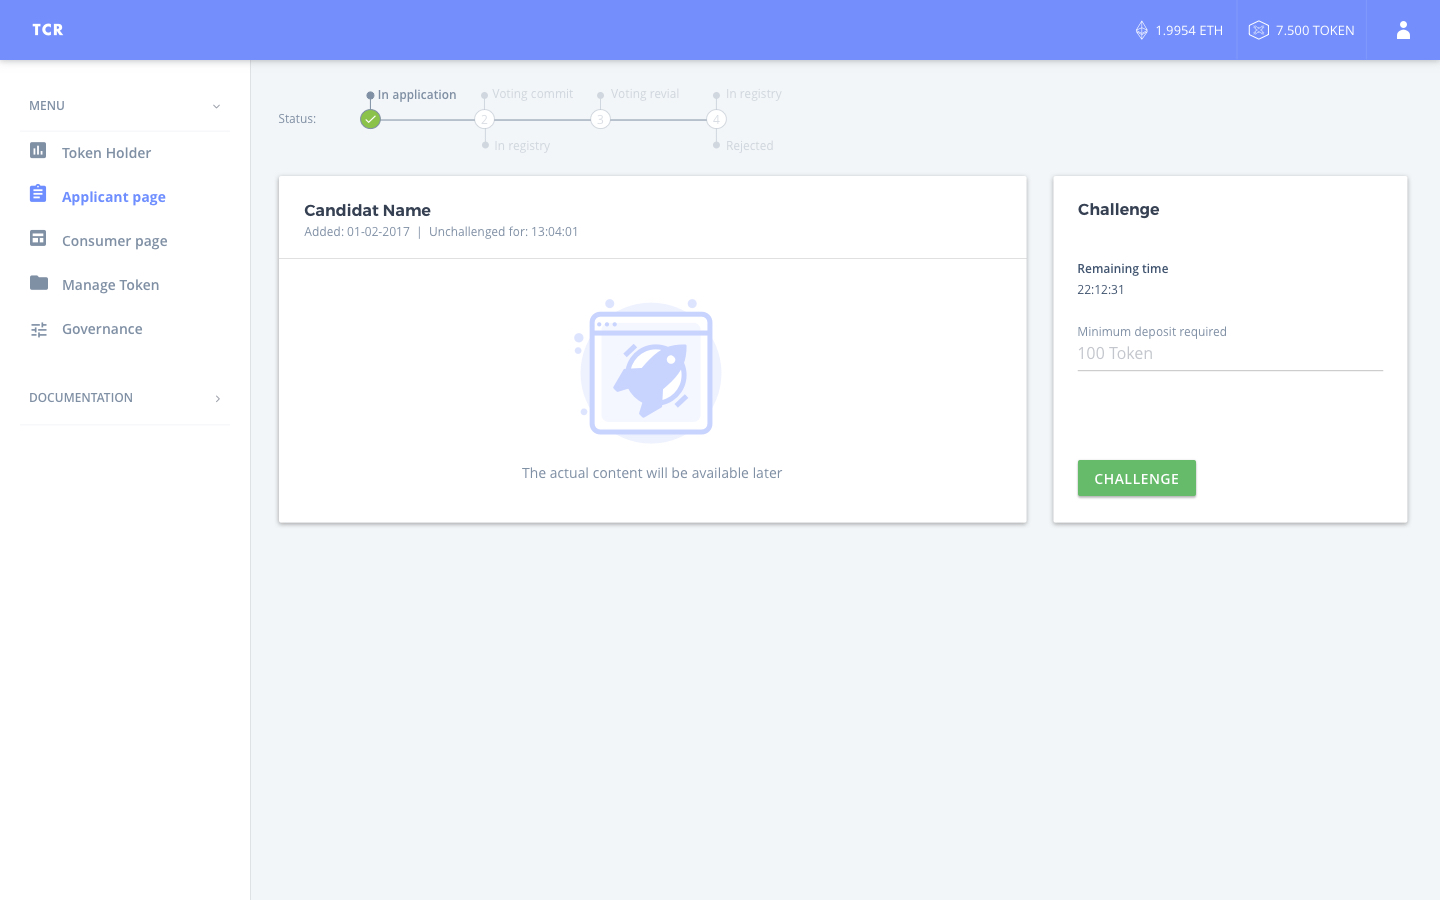 TCR
1.9954 ETH
7.500 TOKEN
MENU
Token Holder
Applicant page
Consumer page
Manage Token
Governance
DOCUMENTATION
Status:
In application
Voting commit
Voting revial
In registry
2
3
4
In registry
Rejected
Candidat Name
Added: 01-02-2017 | Unchallenged for: 13:04:01
The actual content will be available later
Challenge
Remaining time
22:12:31
Minimum deposit required
100 Token
CHALLENGE